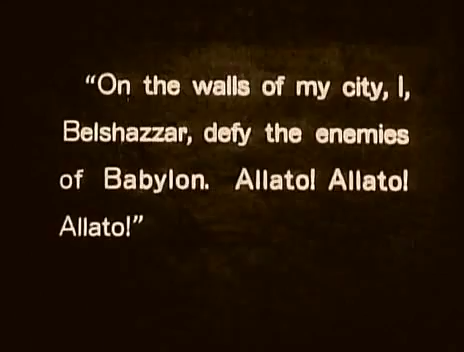 “On the walls of my city, I,
Belshazzar, defy the enemies
of Babylon. Allato! Allato!
Allato!”